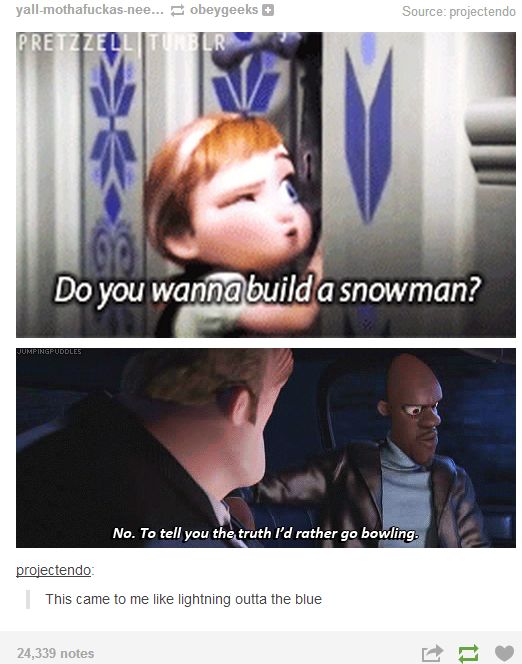 yall-mothafuckas-nee... obeygeeks
Source: projectendo
PRETZZELL TUMBLR
Do you wanna build a snowman?
JUMPINGPUDDLES
No. To tell you the truth I'd rather go bowling.
projectendo:
This came to me like lightning outta the blue
24,339 notes